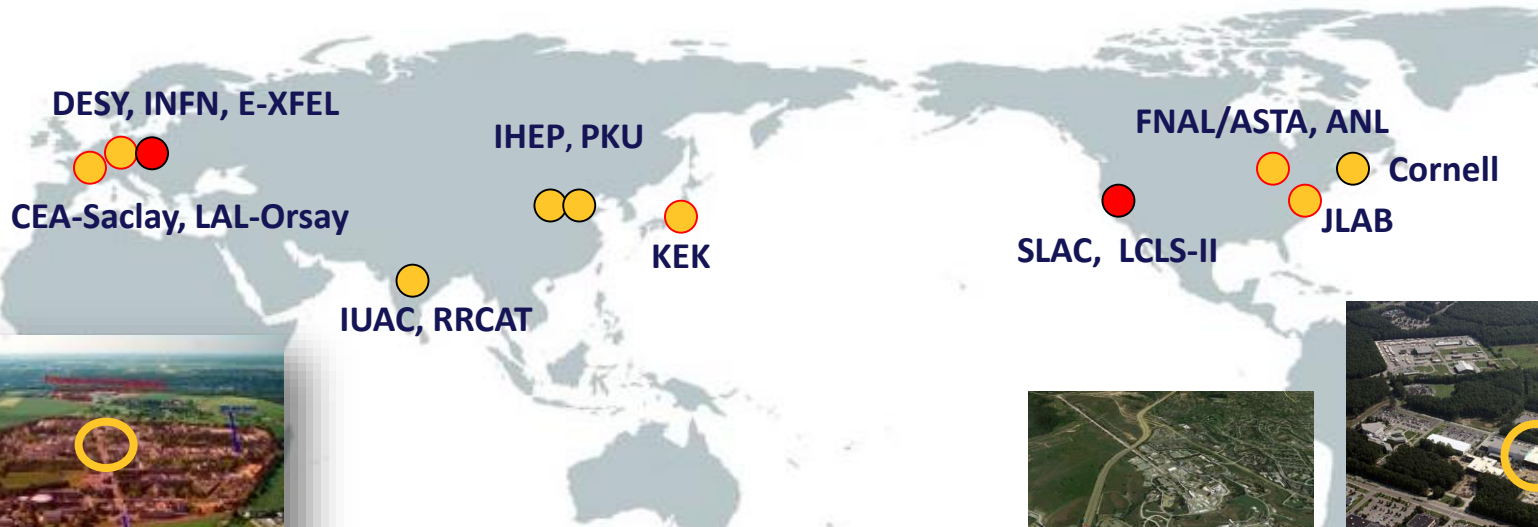 DESY, INFN, E-XFEL
FNAL/ASTA, ANL
IHEP, PKU
Cornell
CEA-Saclay, LAL-Orsay
JLAB
KEK
SLAC, LCLS-II
IUAC, RRCAT